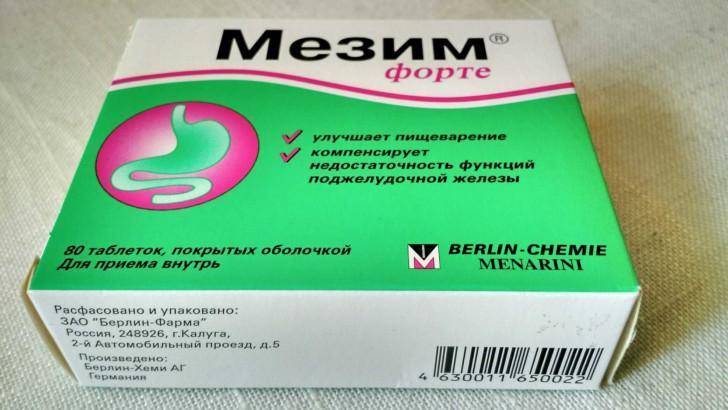 Мезим®
форте
улучшает пищеварение
компенсирует
недостаточность функций
поджелудочной железы
80 таблеток, покрытых оболочкой
Для приема внутрь
BERLIN-CHEMIE
MENARINI
Расфасовано и упаковано:
ЗАО "Берлин-Фарма"
Россия, 248926, г.Калуга,
2-й Автомобильный проезд, д.5
Произведено:
Берлин-Хеми АГ
Германия
4 630011 650022